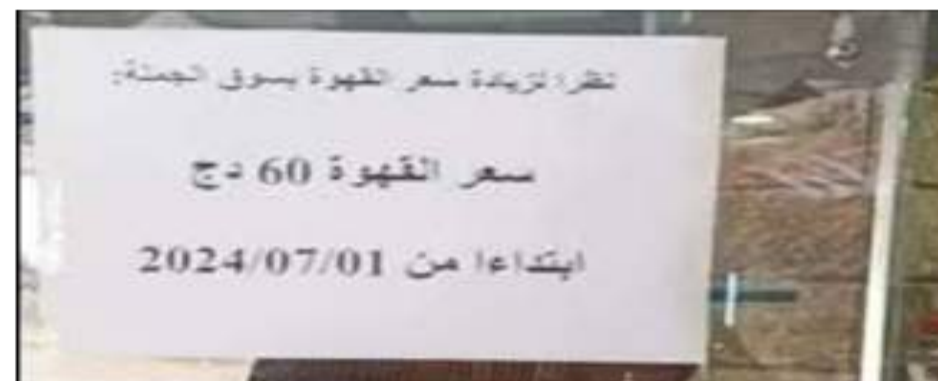 نظرا لزيادة سعر القهوة بسوق الجملة:
سعر القهوة 60 دج
ابتداءا من 2024/07/01